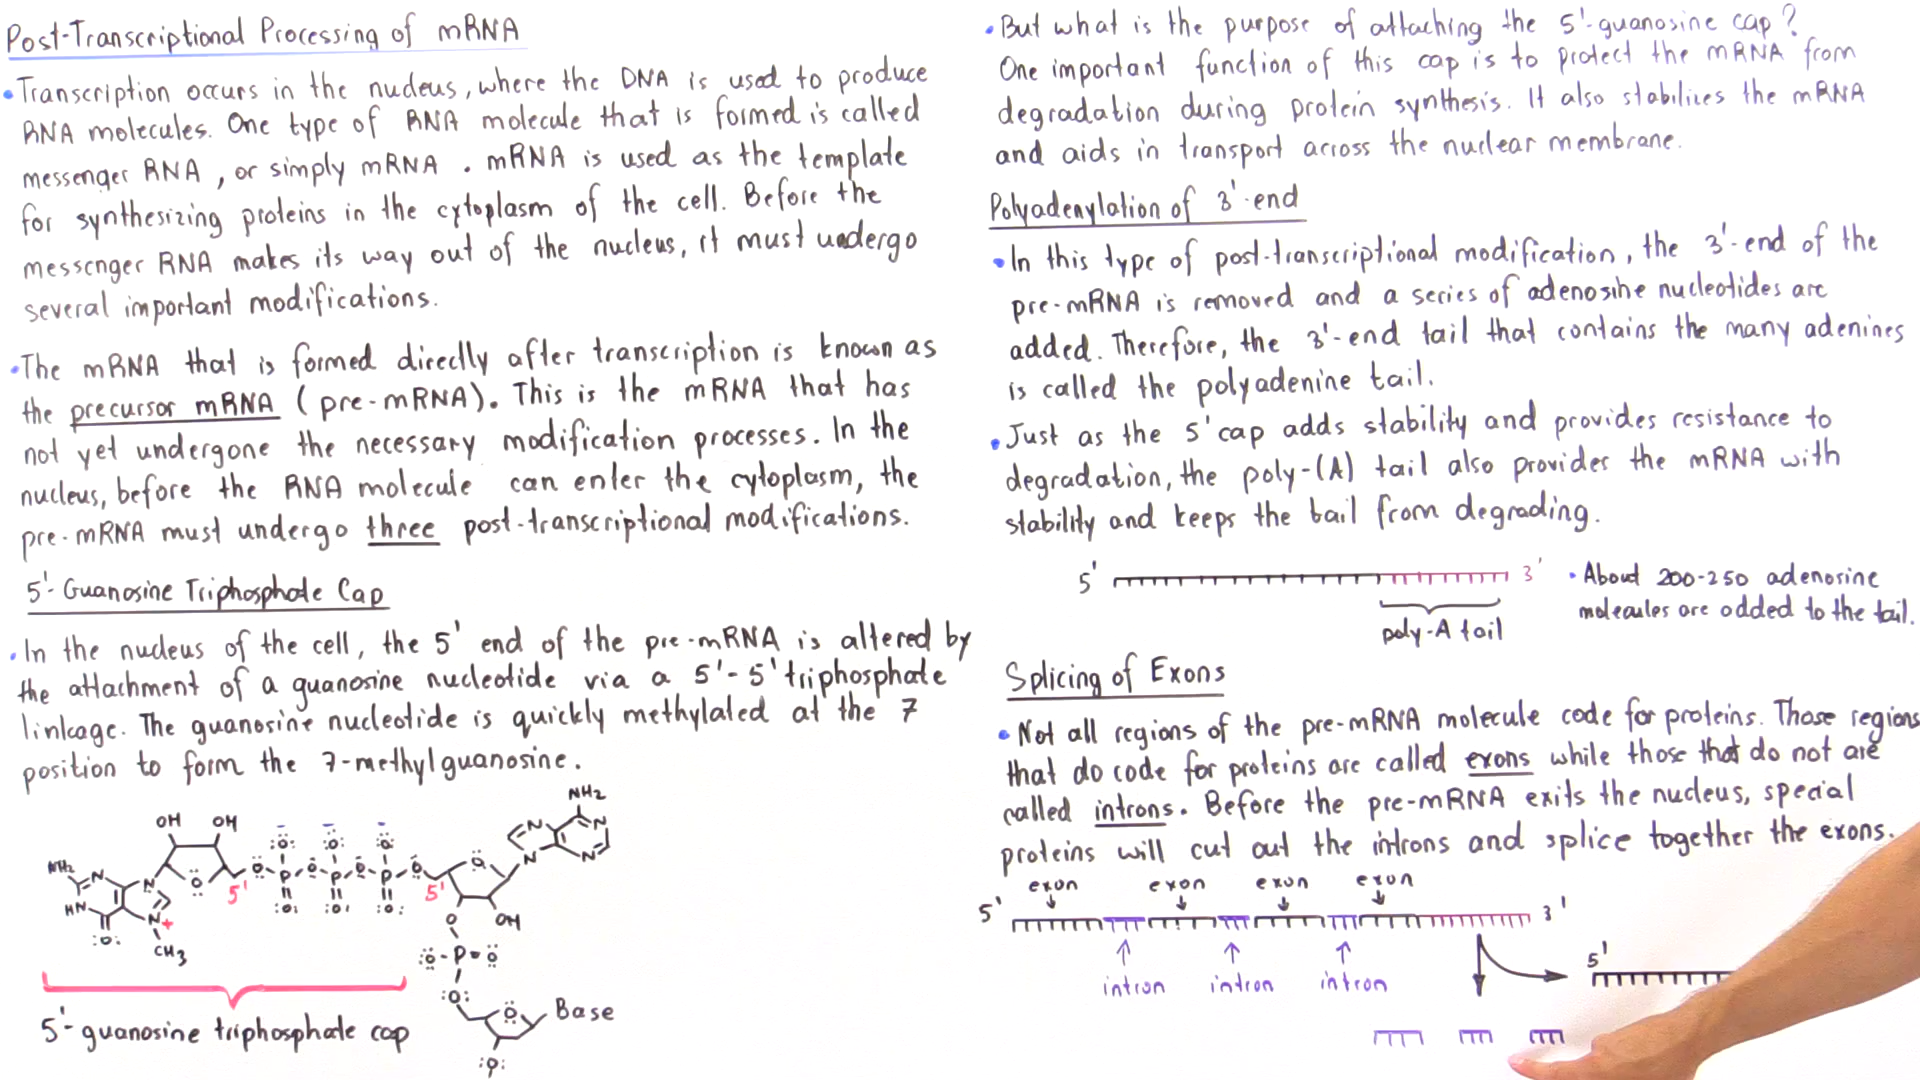 Post-Transcriptional Processing of mRNA
• Transcription occurs in the nucleus, where the DNA is used to produce
RNA molecules. One type of RNA molecule that is formed is called
messenger RNA, or simply mRNA. mRNA is used as the template
for synthesizing proteins in the cytoplasm of the cell. Before the
messenger RNA makes its way out of the nucleus, it must undergo
several important modifications.
• The mRNA that is formed directly after transcription is known as
the precursor mRNA (pre-mRNA). This is the mRNA that has
not yet undergone the necessary modification processes. In the
nucleus, before the RNA molecule can enter the cytoplasm, the
pre-mRNA must undergo three post-transcriptional modifications.
5'-Guanosine Triphosphate Cap
• In the nucleus of the cell, the 5' end of the pre-mRNA is altered by
the attachment of a guanosine nucleotide via a 5'-5' triphosphate
linkage. The guanosine nucleotide is quickly methylated at the 7
position to form the 7-methylguanosine.
NH2
OH OH
NH2 N N O O P O P O P O O N N N N
HN N N + 5' 5'
O O O O OH
CH3 O
O - P = O
O
O Base
5'-guanosine triphosphate cap
O
• But what is the purpose of attaching the 5'-guanosine cap?
One important function of this cap is to protect the mRNA from
degradation during protein synthesis. It also stabilizes the mRNA
and aids in transport across the nuclear membrane.
Polyadenylation of 3'-end
• In this type of post-transcriptional modification, the 3'-end of the
pre-mRNA is removed and a series of adenosine nucleotides are
added. Therefore, the 3'-end tail that contains the many adenines
is called the polyadenine tail.
• Just as the 5' cap adds stability and provides resistance to
degradation, the poly-(A) tail also provides the mRNA with
stability and keeps the tail from degrading.
5' 3'
poly-A tail
• About 200-250 adenosine
molecules are added to the tail.
Splicing of Exons
• Not all regions of the pre-mRNA molecule code for proteins. Those regions
that do code for proteins are called exons while those that do not are
called introns. Before the pre-mRNA exits the nucleus, special
proteins will cut out the introns and splice together the exons.
exon exon exon exon
5' 3'
intron intron intron
5'